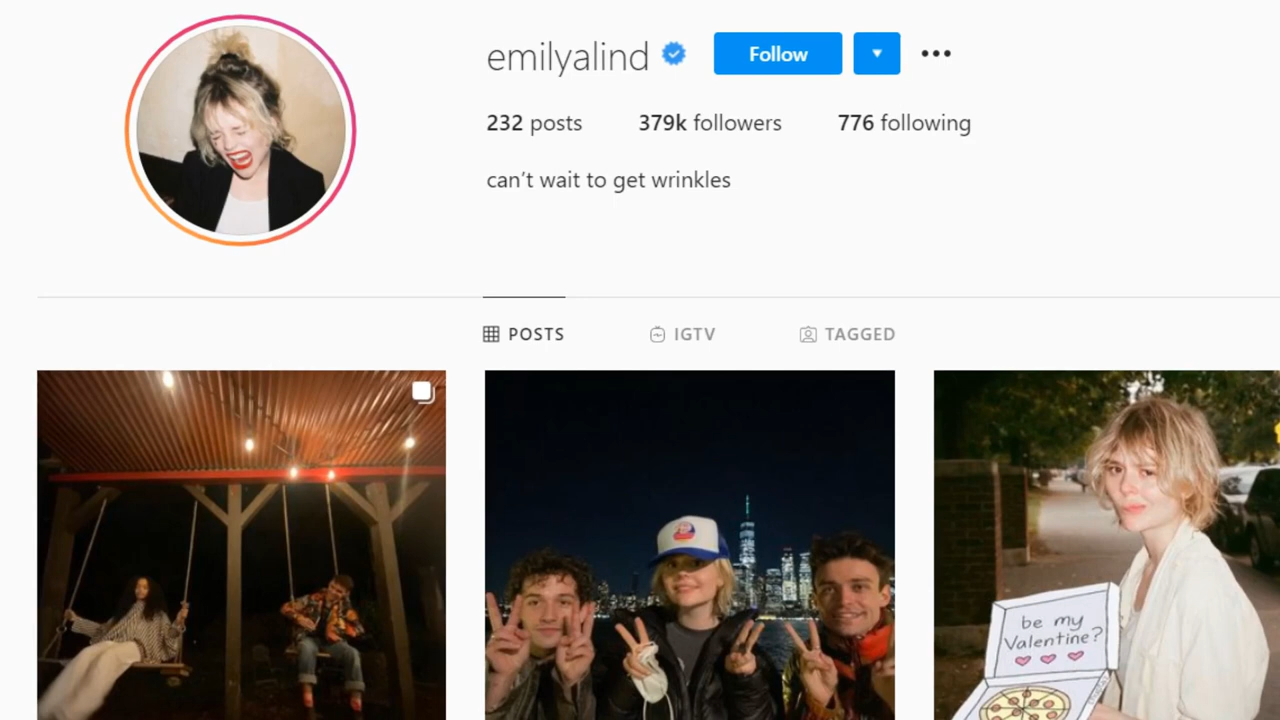 emilyalind
Follow
232 posts 379k followers 776 following
can’t wait to get wrinkles
POSTS IGTV TAGGED
be my
Valentine?